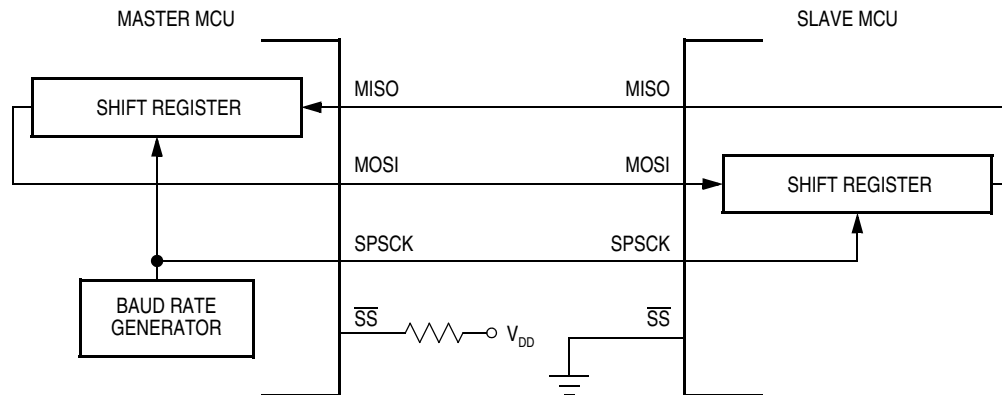 MASTER MCU
SLAVE MCU
SHIFT REGISTER
MISO
MISO
MOSI
MOSI
SHIFT REGISTER
SPSCK
SPSCK
BAUD RATE
GENERATOR
SS
VDD
SS